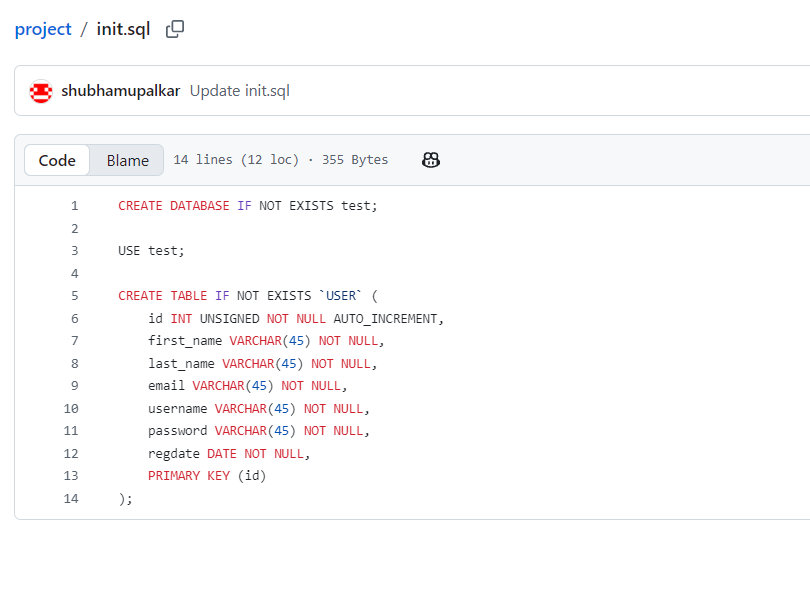 project / init.sql
shubhamupalkar Update init.sql
Code Blame 14 lines (12 loc) · 355 Bytes
1 CREATE DATABASE IF NOT EXISTS test;
2
3 USE test;
4
5 CREATE TABLE IF NOT EXISTS `USER` (
6     id INT UNSIGNED NOT NULL AUTO_INCREMENT,
7     first_name VARCHAR(45) NOT NULL,
8     last_name VARCHAR(45) NOT NULL,
9     email VARCHAR(45) NOT NULL,
10     username VARCHAR(45) NOT NULL,
11     password VARCHAR(45) NOT NULL,
12     regdate DATE NOT NULL,
13     PRIMARY KEY (id)
14 );